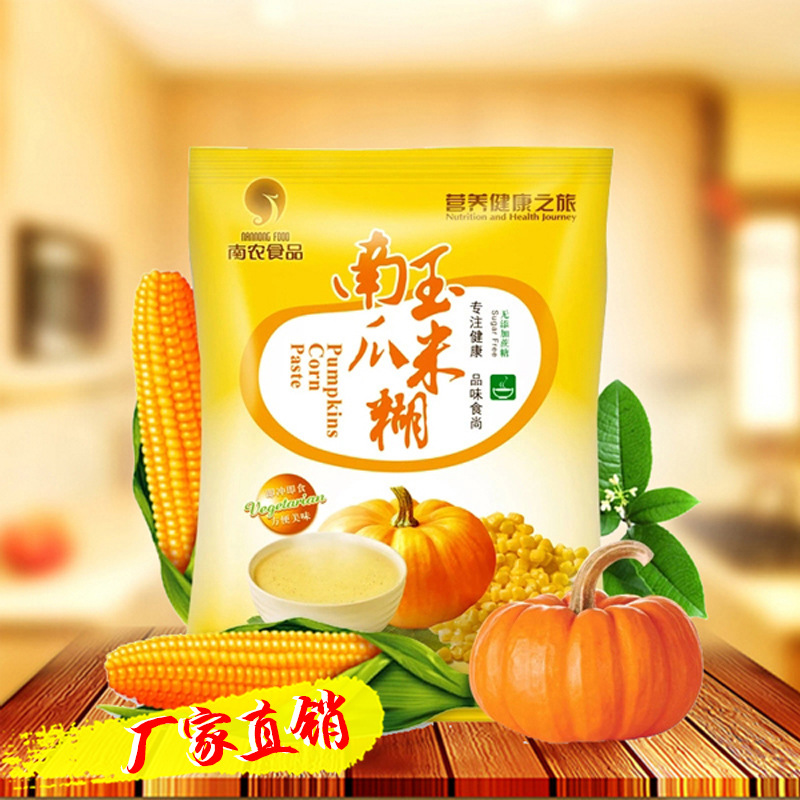 NANNONG FOOD
南农食品
营养健康之旅
Nutrition and Health Journey
南瓜
玉米糊
Pumpkins
Corn
Paste
专注健康 品味食尚
无添加蔗糖
Sugar Free
即冲即食
Vegetarian
方便美味
厂家直销